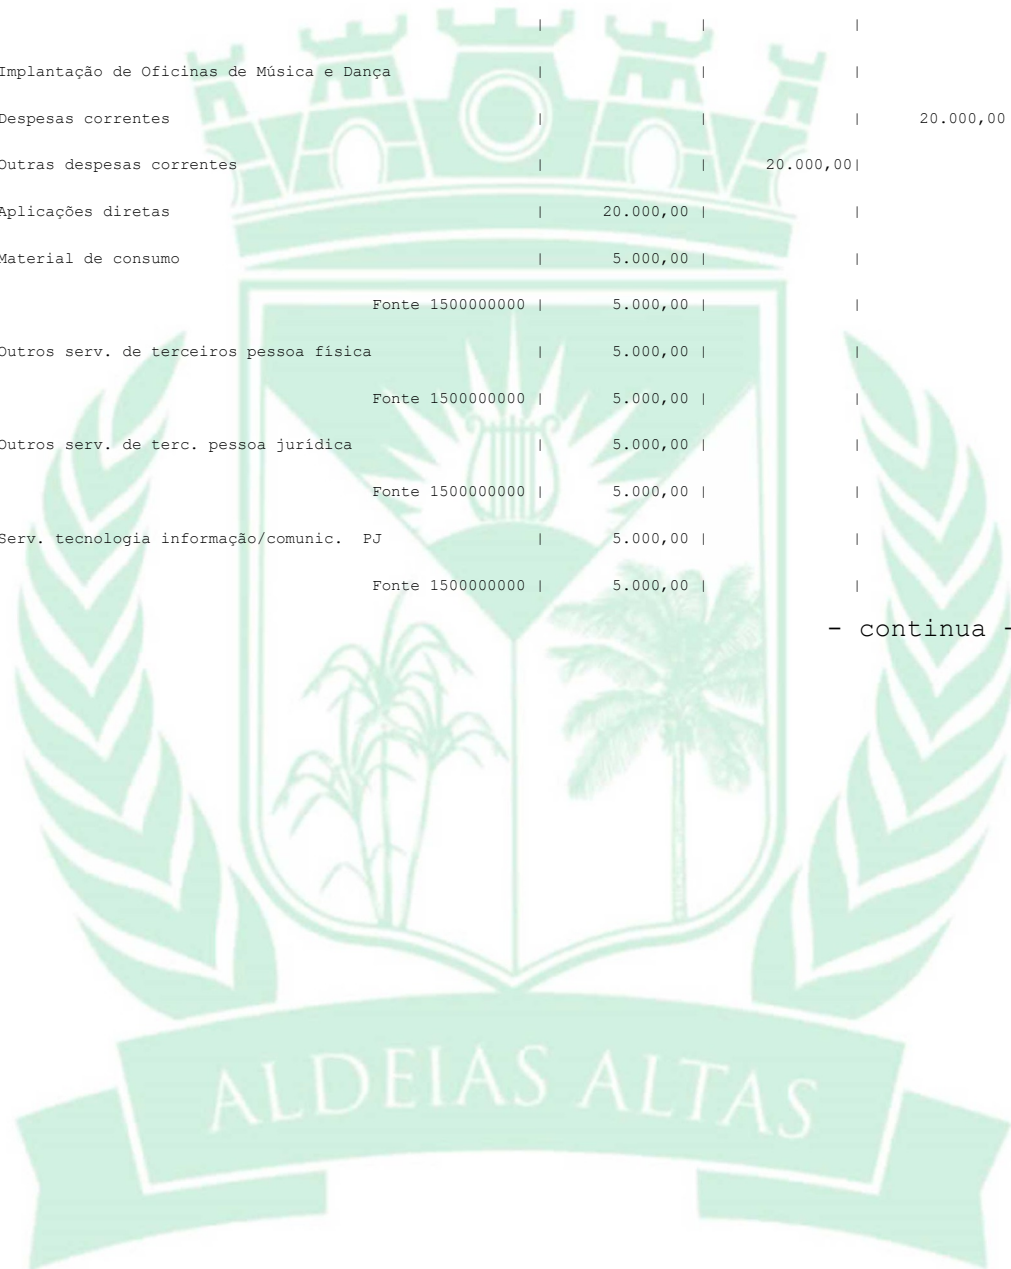 | | |
Implantação de Oficinas de Música e Dança | | |
Despesas correntes | | | 20.000,00
Outras despesas correntes | | 20.000,00|
Aplicações diretas | 20.000,00 | |
Material de consumo | 5.000,00 | |
Fonte 1500000000 | 5.000,00 | |
Outros serv. de terceiros pessoa física | 5.000,00 | |
Fonte 1500000000 | 5.000,00 | |
Outros serv. de terc. pessoa jurídica | 5.000,00 | |
Fonte 1500000000 | 5.000,00 | |
Serv. tecnologia informação/comunic. PJ | 5.000,00 | |
Fonte 1500000000 | 5.000,00 | |
- continua -
ALDEIAS ALTAS